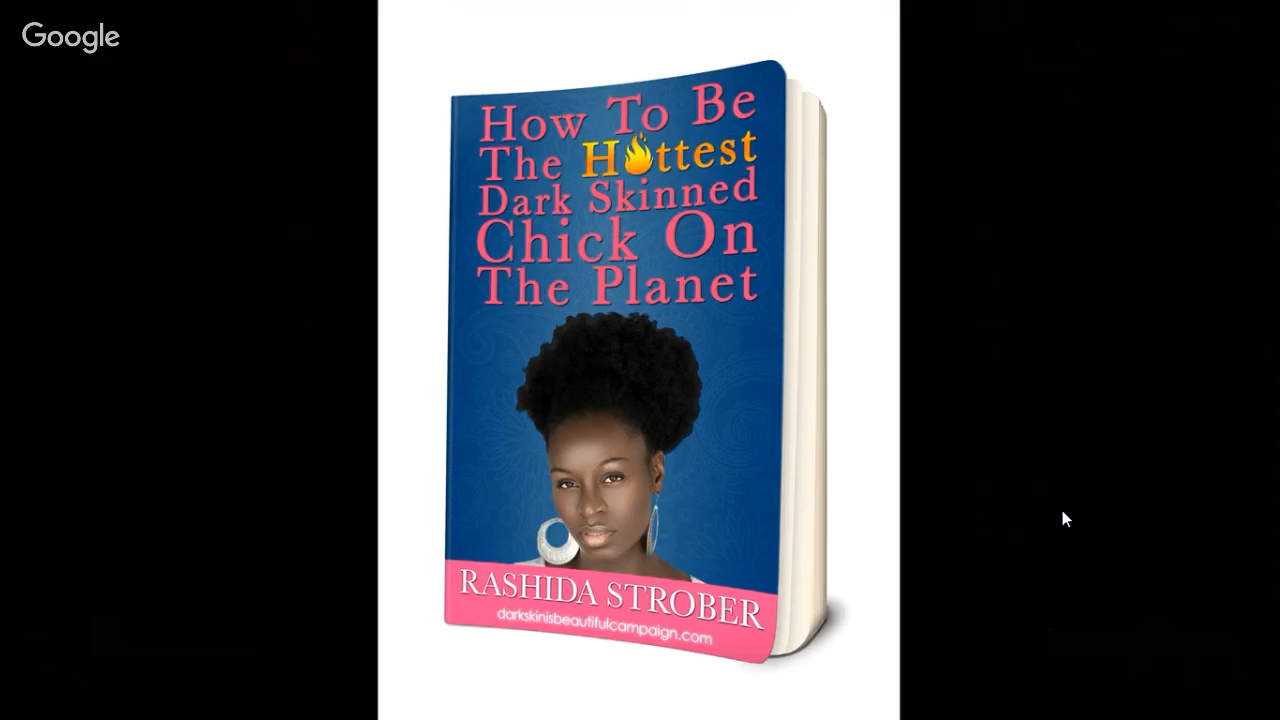 Google
How To Be
The Hottest
Dark Skinned
Chick On
The Planet
RASHIDA STROBER
darkskinisbeautifulcampaign.com